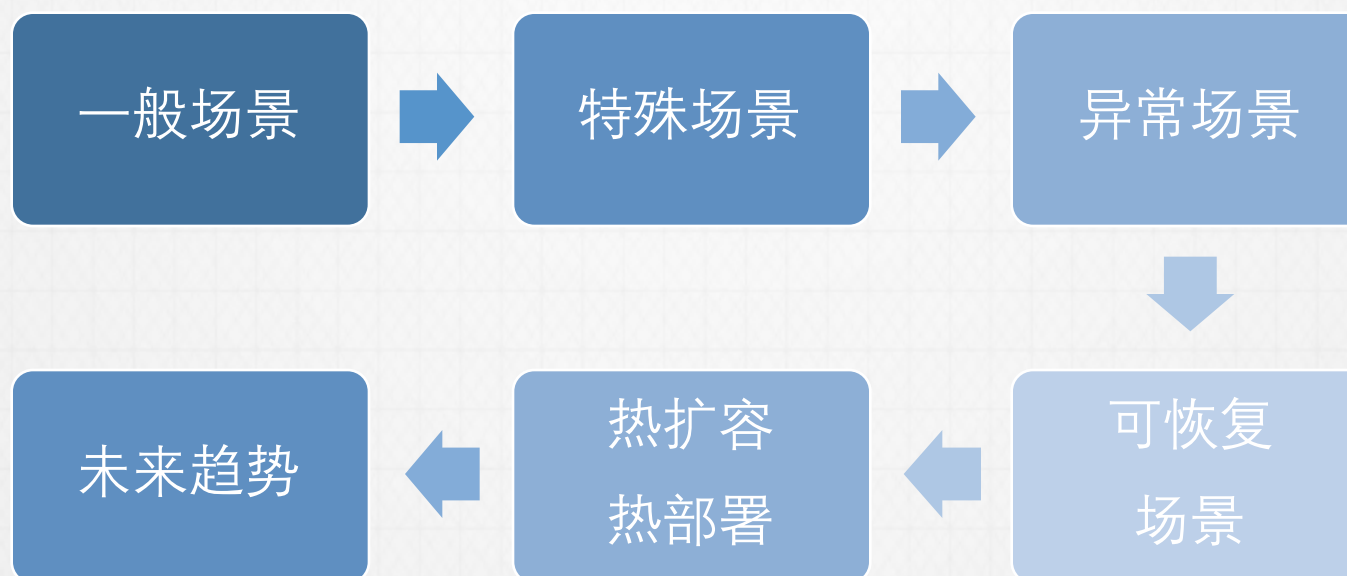 一般场景
特殊场景
异常场景
可恢复
场景
热扩容
热部署
未来趋势